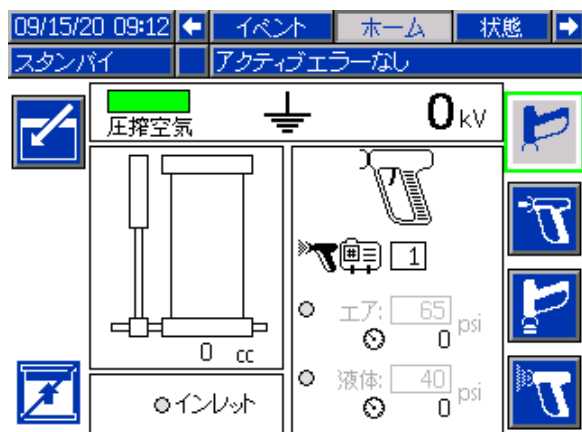 09/15/20 09:12 イベント ホーム 状態
スタンバイ アクティブエラーなし
圧搾空気 0 kV
# 1
エア: 65 psi
0
0 cc
液体: 40 psi
0
インレット